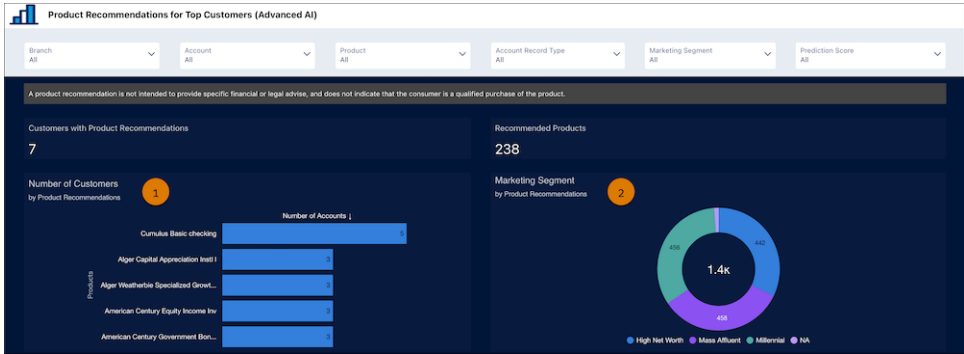 Product Recommendations for Top Customers (Advanced AI)
Branch
All
Account
All
Product
All
Account Record Type
All
Marketing Segment
All
Prediction Score
All
A product recommendation is not intended to provide specific financial or legal advise, and does not indicate that the consumer is a qualified purchase of the product.
Customers with Product Recommendations
7
Recommended Products
238
Number of Customers
by Product Recommendations
1
Number of Accounts ↓
Products
Cumulus Basic checking
5
Alger Capital Appreciation Instl I
3
Alger Weatherbie Specialized Growt...
3
American Century Equity Income Inv
3
American Century Government Bon...
3
Marketing Segment
by Product Recommendations
2
456
442
1.4K
458
High Net Worth
Mass Affluent
Millennial
NA